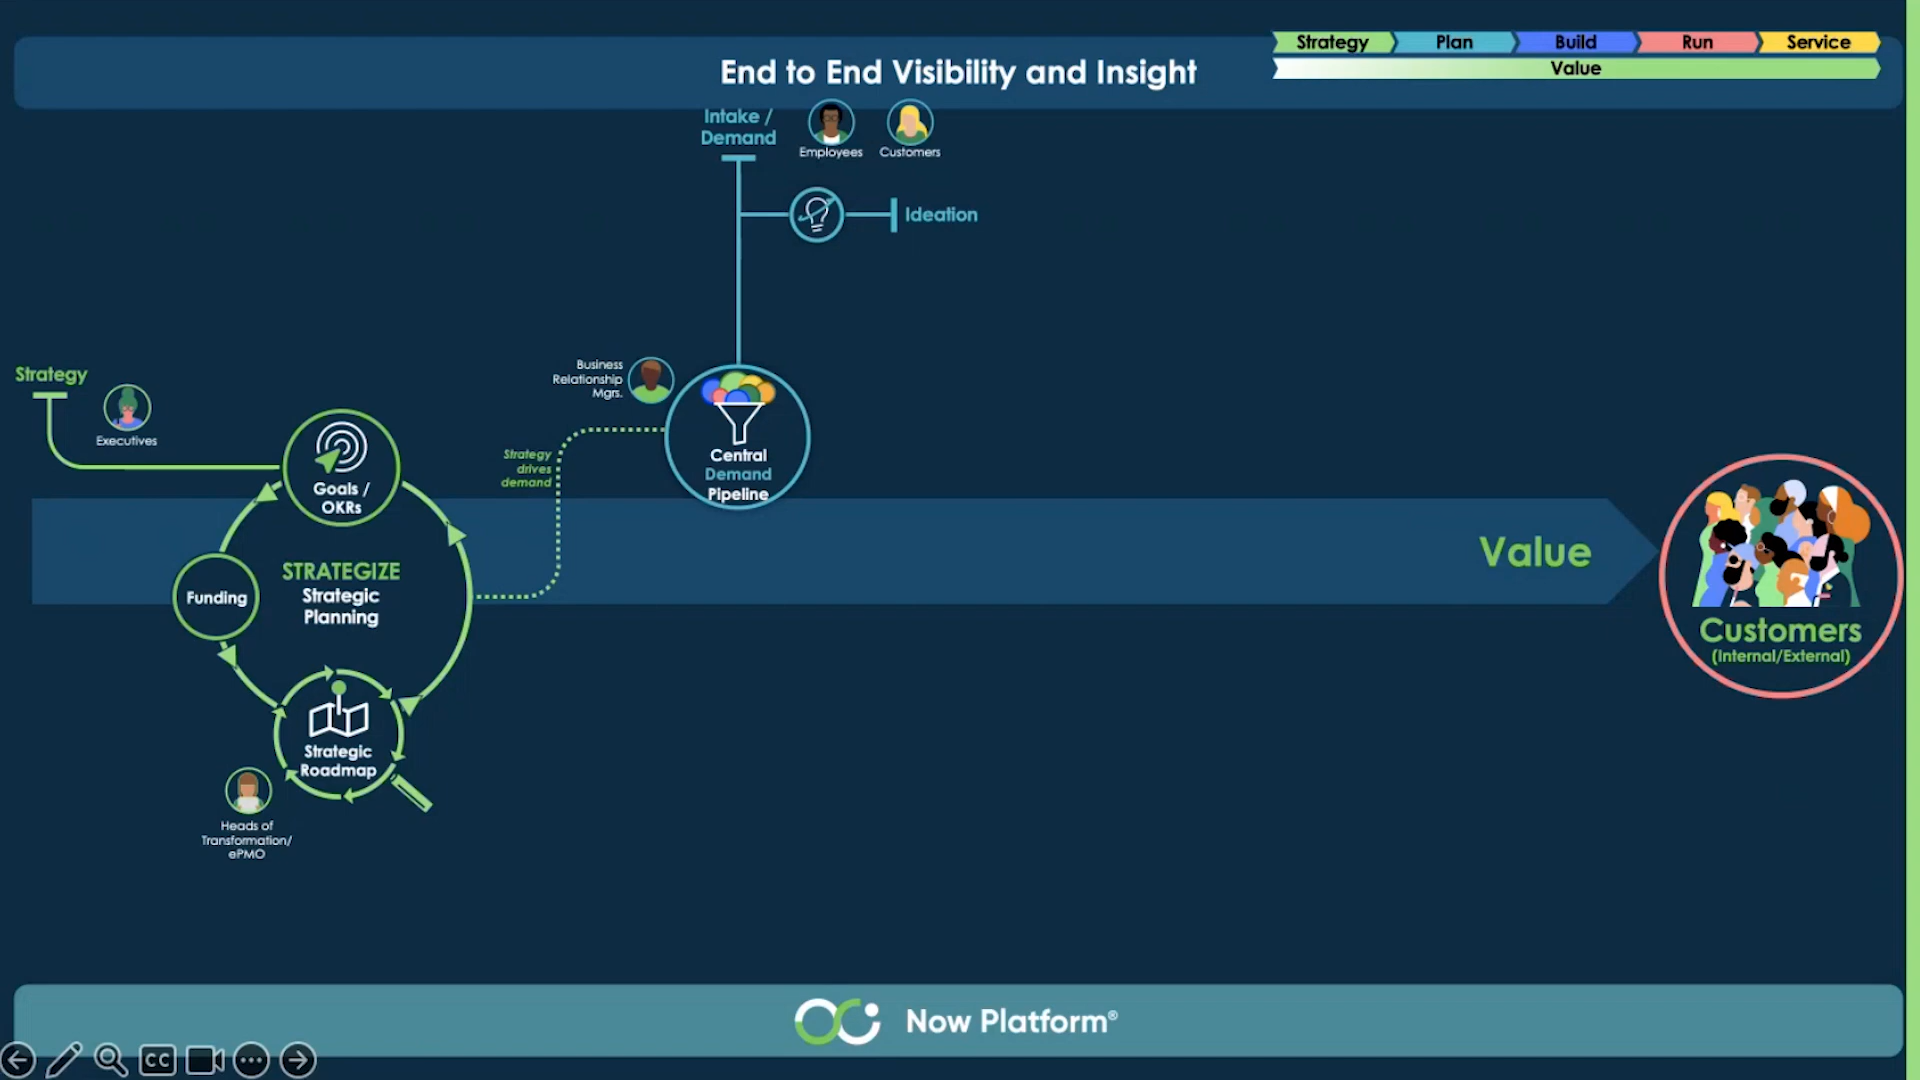 End to End Visibility and Insight
Strategy
Plan
Build
Run
Service
Value
Intake /
Demand
Employees
Customers
Ideation
Business
Relationship
Mgrs.
Strategy
Executives
Goals /
OKRs
Strategy
drives
demand
Central
Demand
Pipeline
Funding
STRATEGIZE
Strategic
Planning
Value
Customers
(Internal/External)
Strategic
Roadmap
Heads of
Transformation/
ePMO
Now Platform®
CC